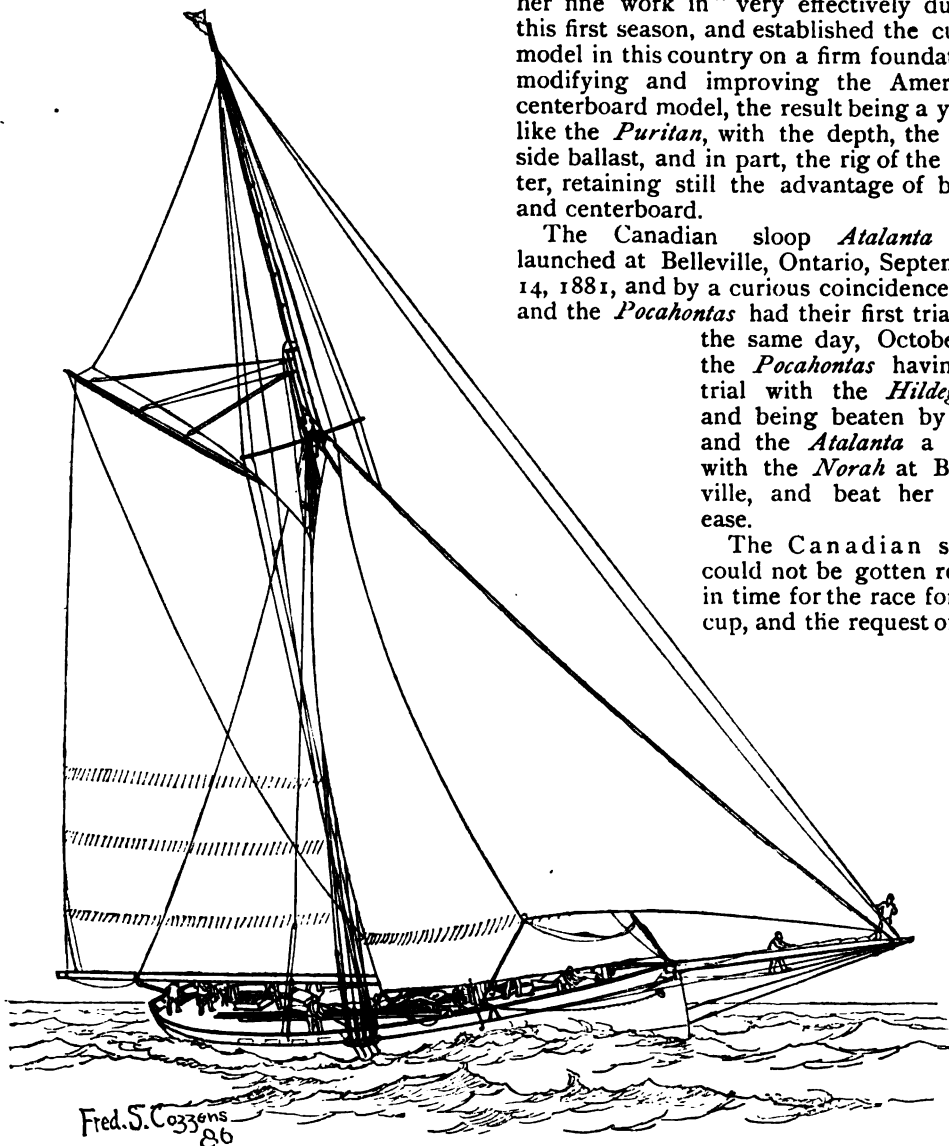 her fine work in" very effectively du
this first season, and established the cu
model in this country on a firm foundat
modifying and improving the Amer
centerboard model, the result being a y
like the Puritan, with the depth, the
side ballast, and in part, the rig of the
ter, retaining still the advantage of b
and centerboard.
The Canadian sloop Atalanta
launched at Belleville, Ontario, Septem
14, 1881, and by a curious coincidence
and the Pocahontas had their first tria
the same day, Octobe
the Pocahontas havin
trial with the Hildeg
and being beaten by
and the Atalanta a
with the Norah at B
ville, and beat her
ease.
The Canadian s
could not be gotten re
in time for the race for
cup, and the request o
Fred. S. Cozzens
86